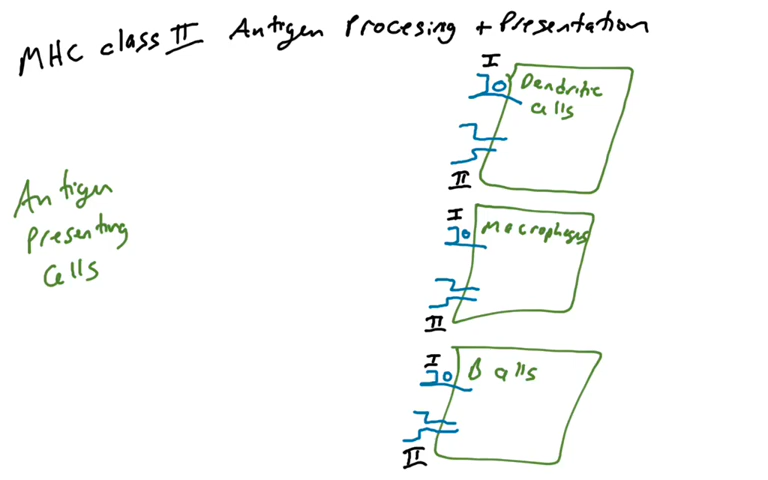 MHC class II Antigen Procesing + Presentation
I
Dendritic
cells
II
Antigen
Presenting
Cells
I
Macrophages
II
I
B cells
II